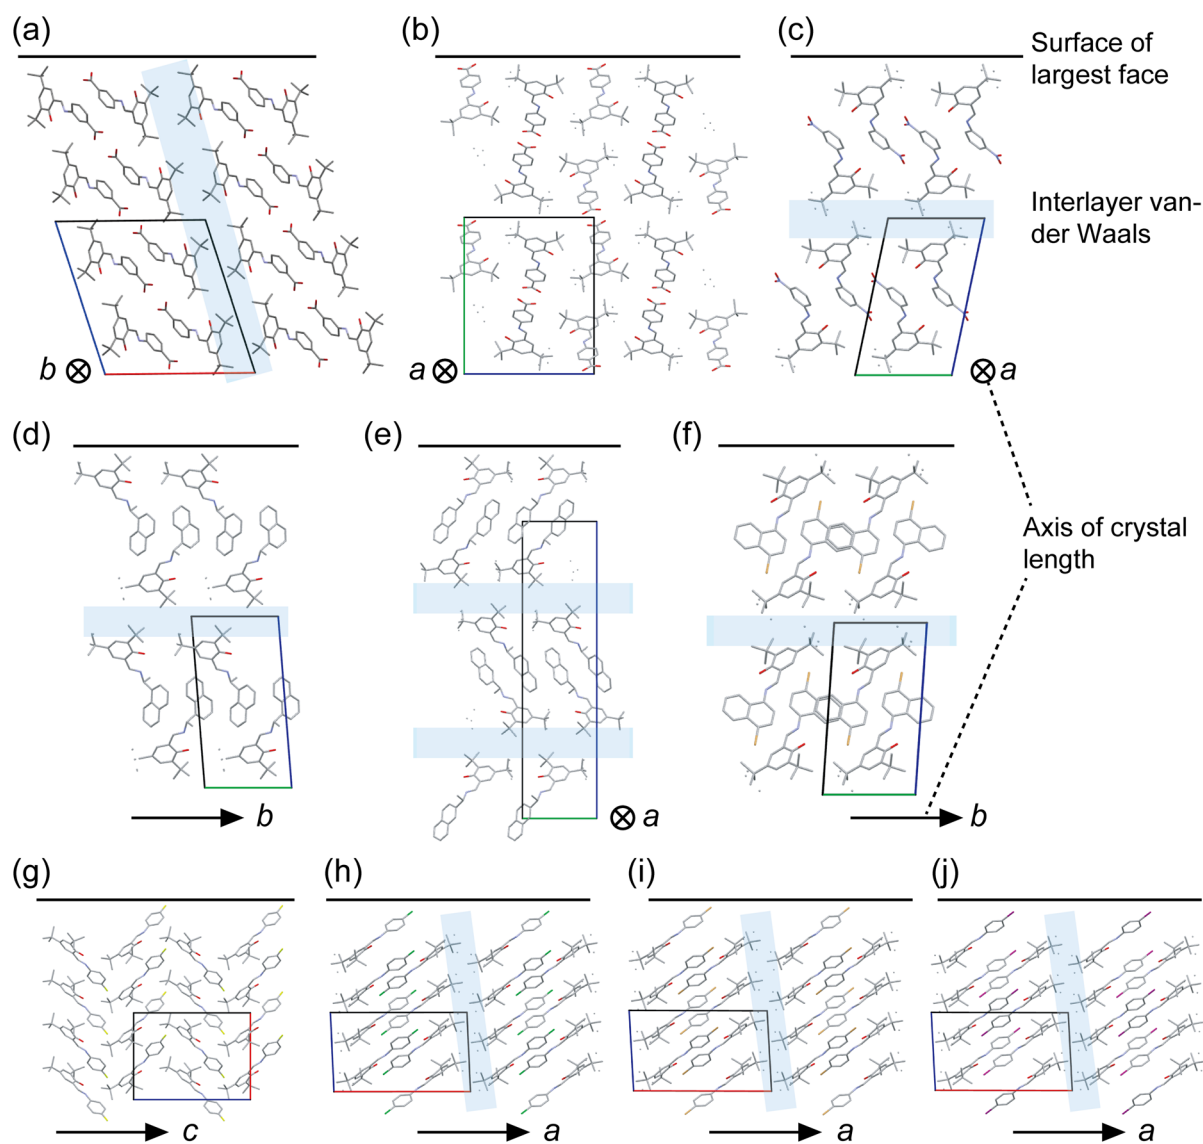 (a)
(b)
(c)
Surface of
largest face
Interlayer van-
der Waals
b
a
a
(d)
(e)
(f)
Axis of crystal
length
b
a
b
(g)
(h)
(i)
(j)
c
a
a
a